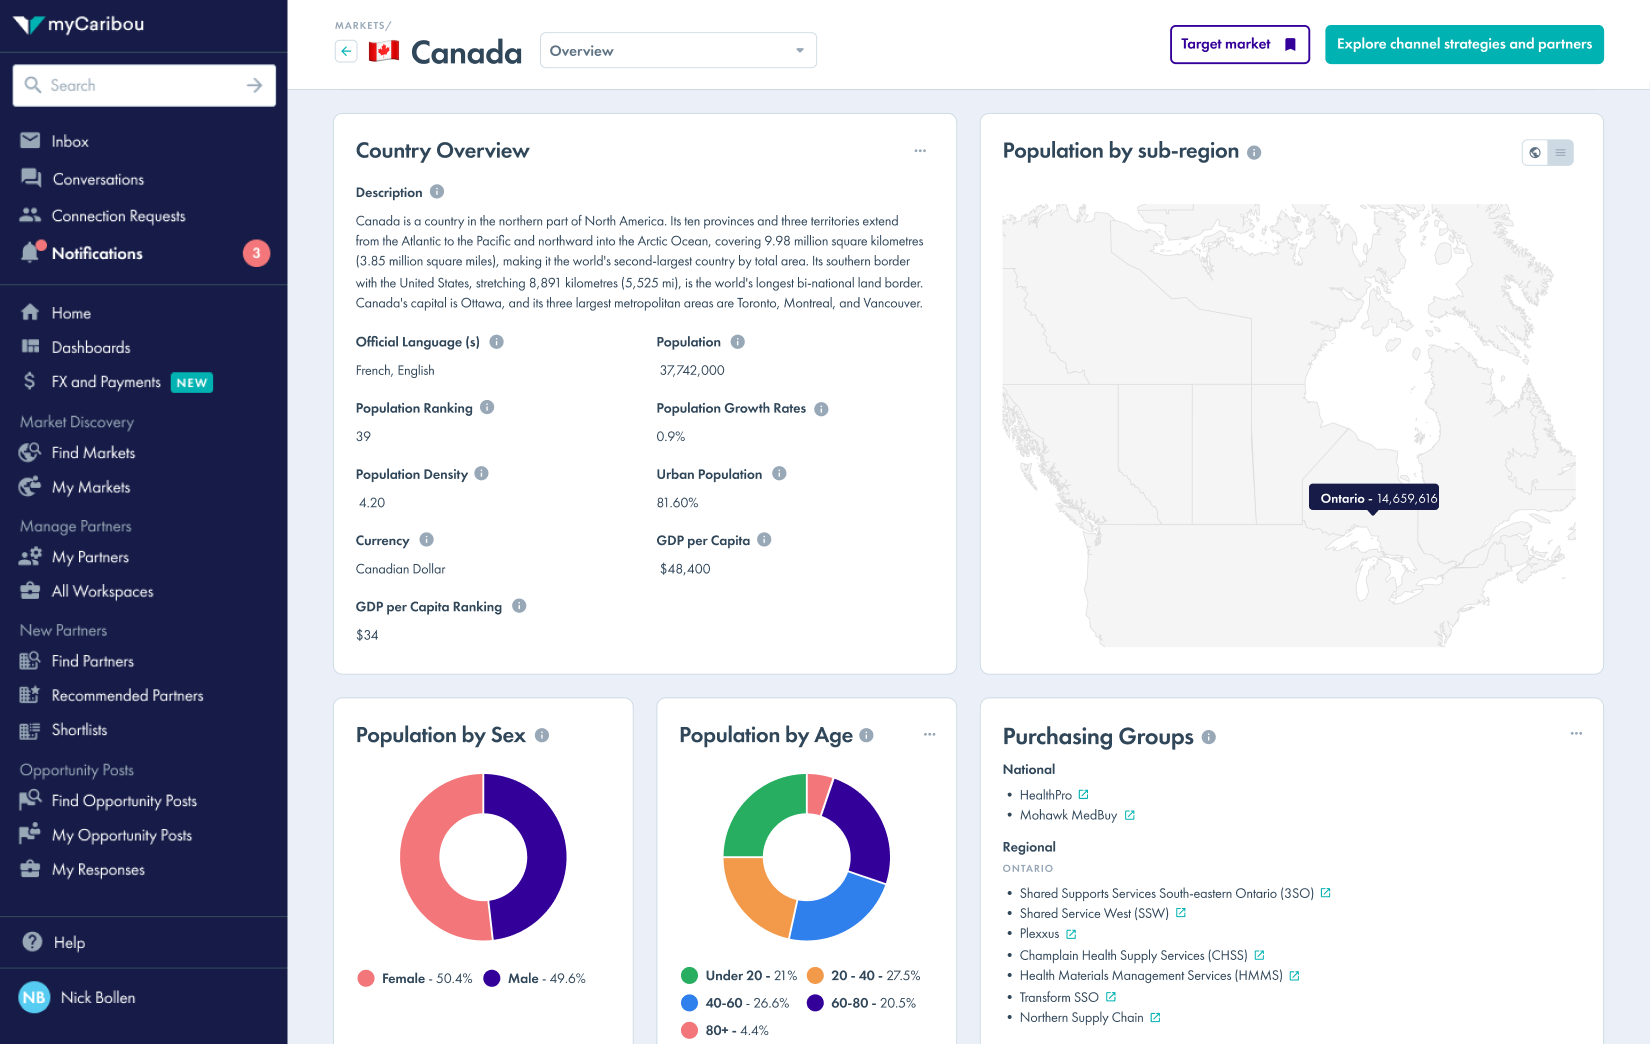 myCaribou
Search
Inbox
Conversations
Connection Requests
Notifications
3
Home
Dashboards
FX and Payments NEW
Market Discovery
Find Markets
My Markets
Manage Partners
My Partners
All Workspaces
New Partners
Find Partners
Recommended Partners
Shortlists
Opportunity Posts
Find Opportunity Posts
My Opportunity Posts
My Responses
Help
NB Nick Bollen
MARKETS/
Canada
Overview
Target market
Explore channel strategies and partners
Country Overview
Description
Canada is a country in the northern part of North America. Its ten provinces and three territories extend
from the Atlantic to the Pacific and northward into the Arctic Ocean, covering 9.98 million square kilometres
(3.85 million square miles), making it the world's second-largest country by total area. Its southern border
with the United States, stretching 8,891 kilometres (5,525 mi), is the world's longest bi-national land border.
Canada's capital is Ottawa, and its three largest metropolitan areas are Toronto, Montreal, and Vancouver.
Official Language (s)
French, English
Population
37,742,000
Population Ranking
39
Population Growth Rates
0.9%
Population Density
4.20
Urban Population
81.60%
Currency
Canadian Dollar
GDP per Capita
$48,400
GDP per Capita Ranking
$34
Population by sub-region
Ontario - 14,659,616
Population by Sex
Female - 50.4%
Male - 49.6%
Population by Age
Under 20 - 21%
20 - 40 - 27.5%
40-60 - 26.6%
60-80 - 20.5%
80+ - 4.4%
Purchasing Groups
National
• HealthPro
• Mohawk MedBuy
Regional
ONTARIO
• Shared Supports Services South-eastern Ontario (3SO)
• Shared Service West (SSW)
• Plexxus
• Champlain Health Supply Services (CHSS)
• Health Materials Management Services (HMMS)
• Transform SSO
• Northern Supply Chain